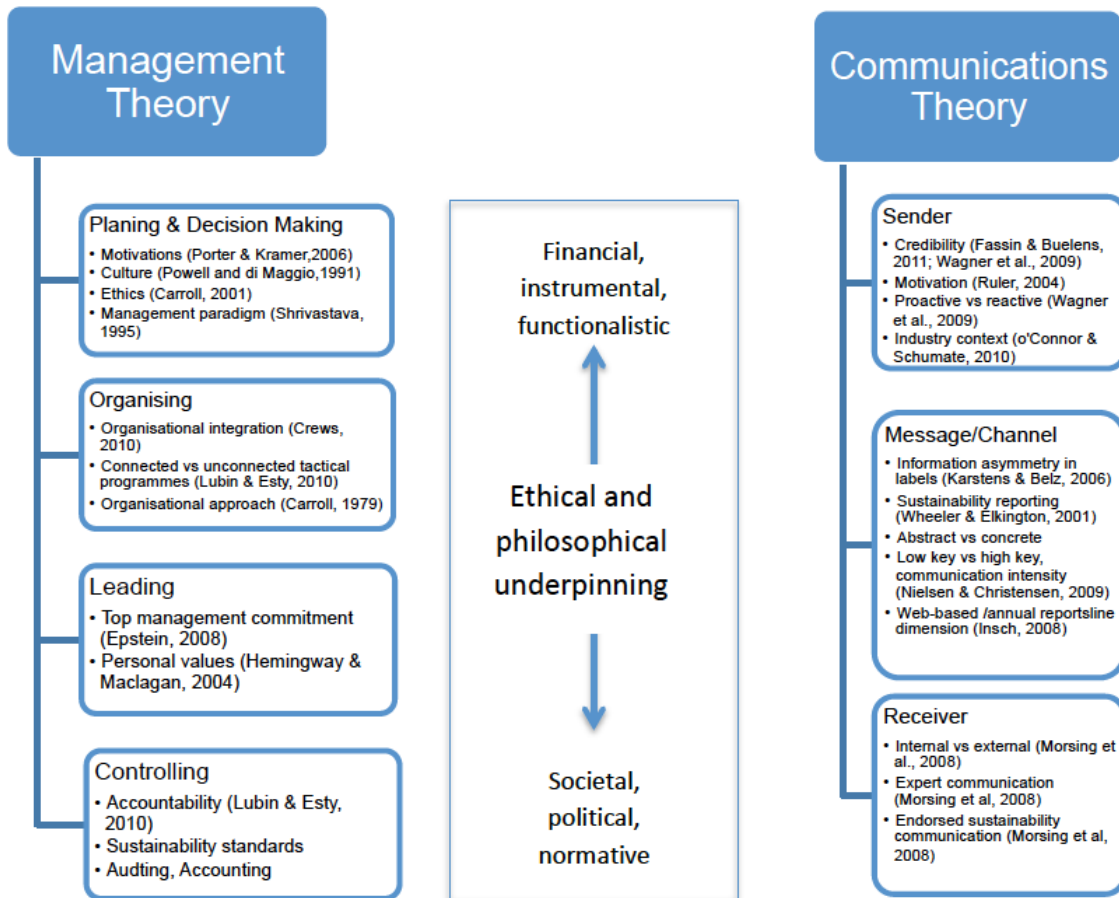 Management
Theory
Planing & Decision Making
• Motivations (Porter & Kramer,2006)
• Culture (Powell and di Maggio,1991)
• Ethics (Carroll, 2001)
• Management paradigm (Shrivastava,
1995)
Organising
• Organisational integration (Crews,
2010)
• Connected vs unconnected tactical
programmes (Lubin & Esty, 2010)
• Organisational approach (Carroll, 1979)
Leading
• Top management commitment
(Epstein, 2008)
• Personal values (Hemingway &
Maclagan, 2004)
Controlling
• Accountability (Lubin & Esty,
2010)
• Sustainability standards
• Audting, Accounting
Financial,
instrumental,
functionalistic
Ethical and
philosophical
underpinning
Societal,
political,
normative
Communications
Theory
Sender
• Credibility (Fassin & Buelens,
2011; Wagner et al., 2009)
• Motivation (Ruler, 2004)
• Proactive vs reactive (Wagner
et al., 2009)
• Industry context (o'Connor &
Schumate, 2010)
Message/Channel
• Information asymmetry in
labels (Karstens & Belz, 2006)
• Sustainability reporting
(Wheeler & Elkington, 2001)
• Abstract vs concrete
• Low key vs high key,
communication intensity
(Nielsen & Christensen, 2009)
• Web-based /annual reportsline
dimension (Insch, 2008)
Receiver
• Internal vs external (Morsing et
al., 2008)
• Expert communication
(Morsing et al, 2008)
• Endorsed sustainability
communication (Morsing et al,
2008)